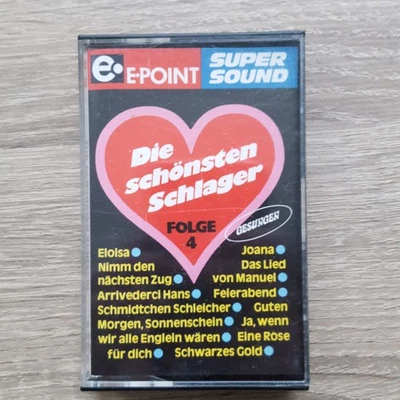 e. E-POINT
SUPER
SOUND
Die
schönsten
Schlager
FOLGE
4
GESUNGEN
Eloisa
Nimm den
nächsten Zug
Joana
Das Lied
von Manuel
Arrivederci Hans Feierabend
Schmidtchen Schleicher Guten
Morgen, Sonnenschein Ja, wenn
wir alle Englein wären Eine Rose
für dich Schwarzes Gold